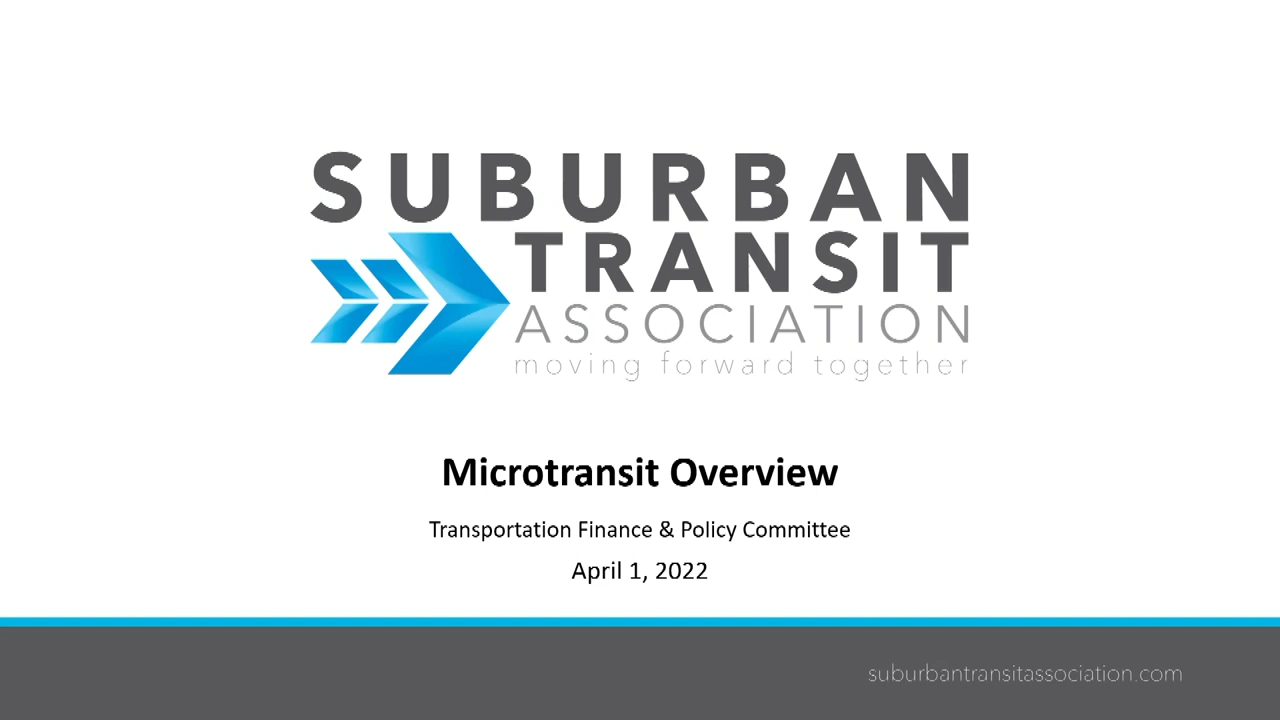 SUBURBAN
TRANSIT
ASSOCIATION
moving forward together
Microtransit Overview
Transportation Finance & Policy Committee
April 1, 2022
suburbantransitassociation.com